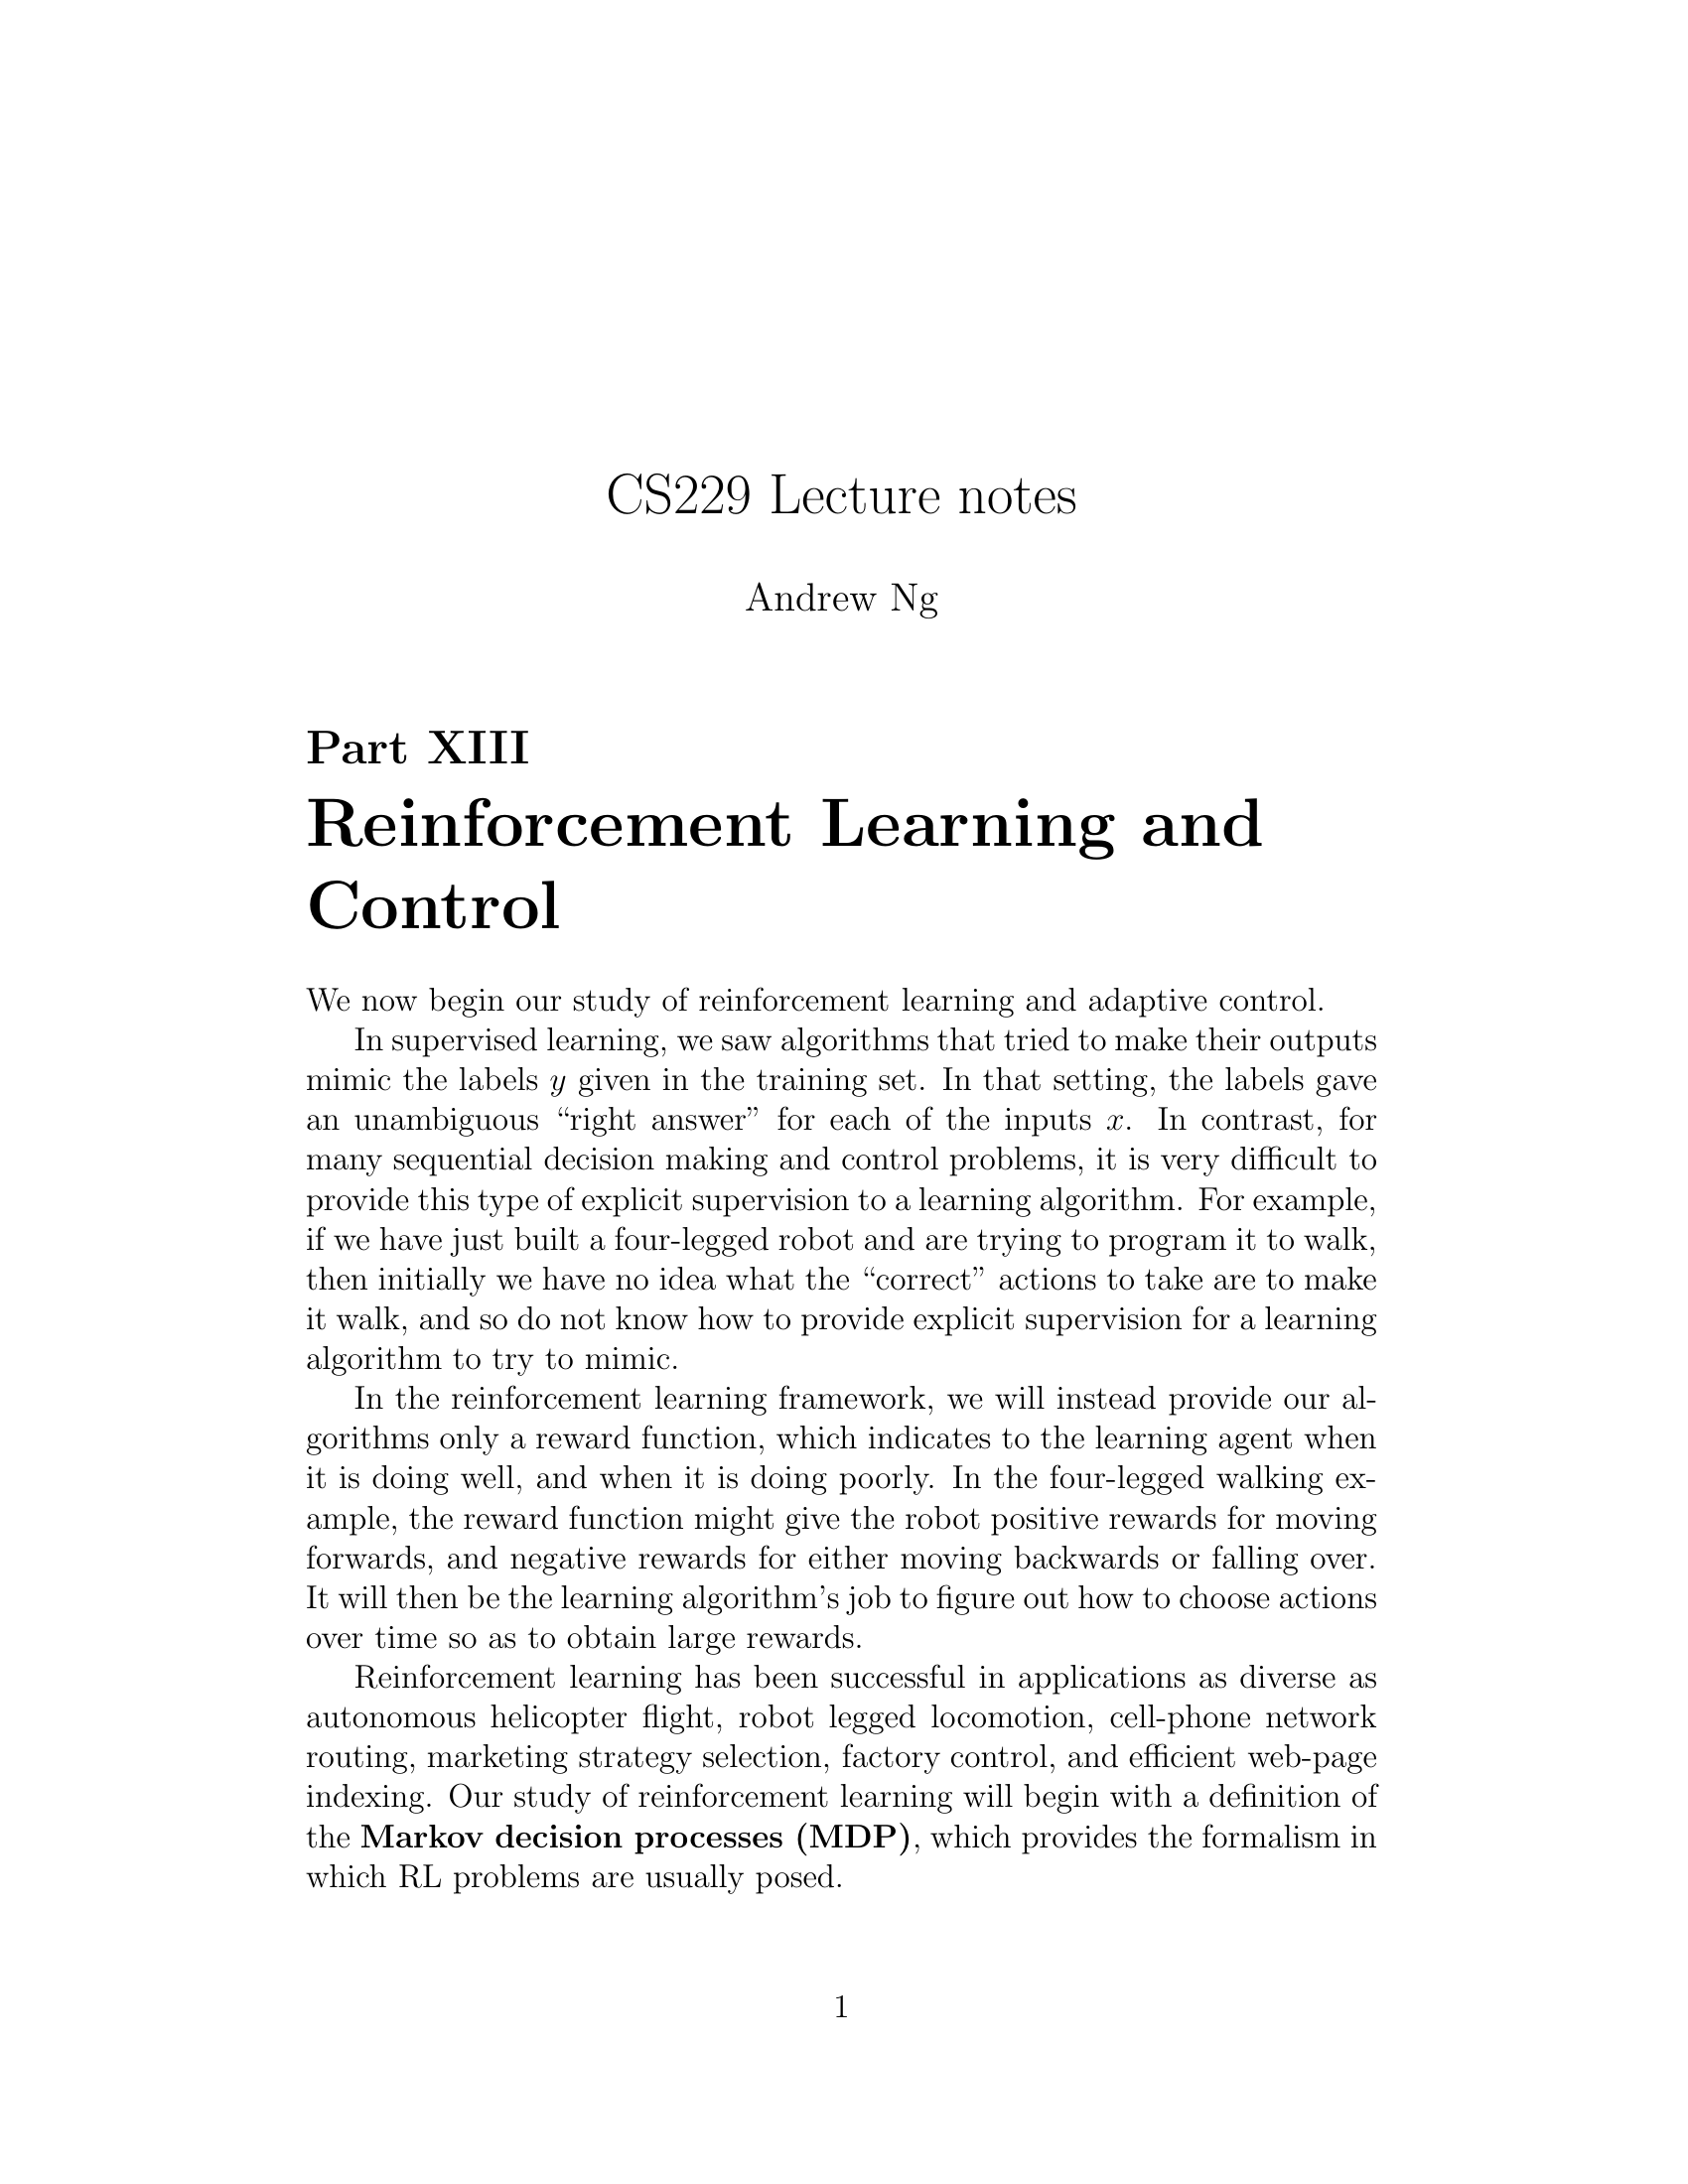 CS229 Lecture notes
Andrew Ng
Part XIII
Reinforcement Learning and
Control
We now begin our study of reinforcement learning and adaptive control.
In supervised learning, we saw algorithms that tried to make their outputs
mimic the labels y given in the training set. In that setting, the labels gave
an unambiguous “right answer” for each of the inputs x. In contrast, for
many sequential decision making and control problems, it is very difficult to
provide this type of explicit supervision to a learning algorithm. For example,
if we have just built a four-legged robot and are trying to program it to walk,
then initially we have no idea what the “correct” actions to take are to make
it walk, and so do not know how to provide explicit supervision for a learning
algorithm to try to mimic.
In the reinforcement learning framework, we will instead provide our al-
gorithms only a reward function, which indicates to the learning agent when
it is doing well, and when it is doing poorly. In the four-legged walking ex-
ample, the reward function might give the robot positive rewards for moving
forwards, and negative rewards for either moving backwards or falling over.
It will then be the learning algorithm’s job to figure out how to choose actions
over time so as to obtain large rewards.
Reinforcement learning has been successful in applications as diverse as
autonomous helicopter flight, robot legged locomotion, cell-phone network
routing, marketing strategy selection, factory control, and efficient web-page
indexing. Our study of reinforcement learning will begin with a definition of
the Markov decision processes (MDP), which provides the formalism in
which RL problems are usually posed.
1